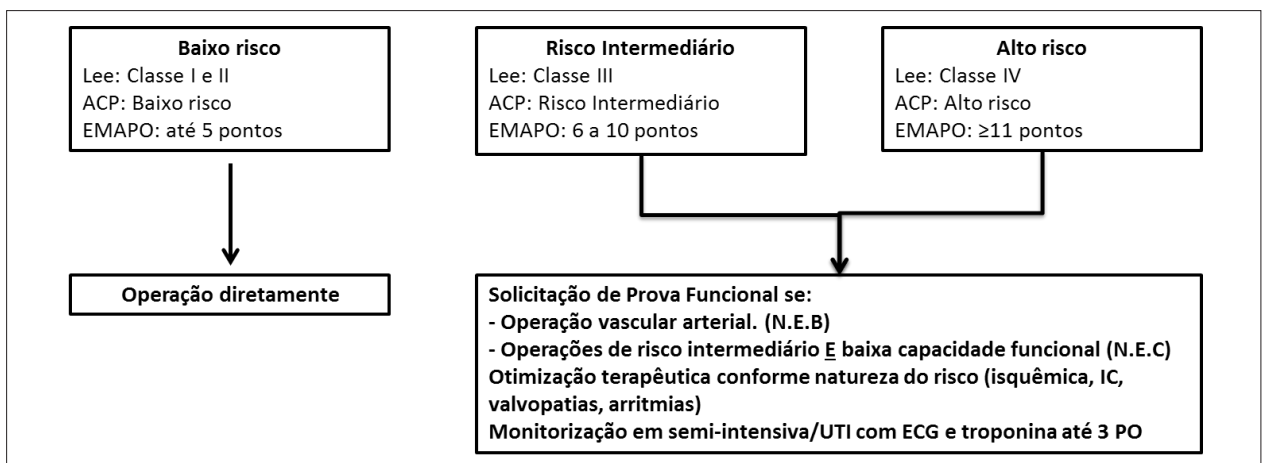 Baixo risco
Lee: Classe I e II
ACP: Baixo risco
EMAPO: até 5 pontos
Risco Intermediário
Lee: Classe III
ACP: Risco Intermediário
EMAPO: 6 a 10 pontos
Alto risco
Lee: Classe IV
ACP: Alto risco
EMAPO: ≥11 pontos
Operação diretamente
Solicitação de Prova Funcional se:
- Operação vascular arterial. (N.E.B)
- Operações de risco intermediário E baixa capacidade funcional (N.E.C)
Otimização terapêutica conforme natureza do risco (isquêmica, IC,
valvopatias, arritmias)
Monitorização em semi-intensiva/UTI com ECG e troponina até 3 PO